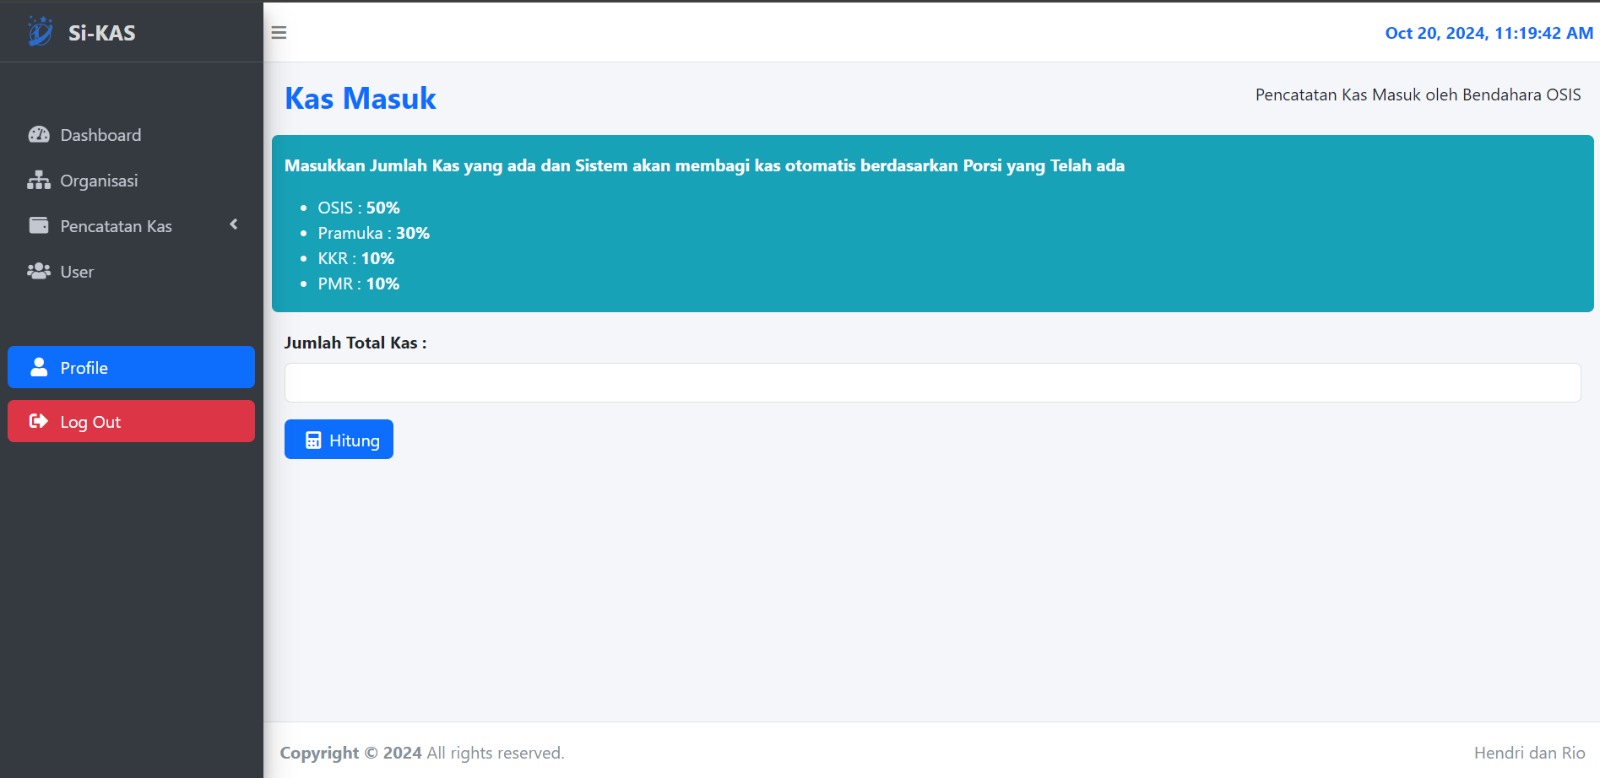 Si-KAS
Oct 20, 2024, 11:19:42 AM
Dashboard
Organisasi
Pencatatan Kas
User
Profile
Log Out
Kas Masuk
Pencatatan Kas Masuk oleh Bendahara OSIS
Masukkan Jumlah Kas yang ada dan Sistem akan membagi kas otomatis berdasarkan Porsi yang Telah ada
• OSIS : 50%
• Pramuka : 30%
• KKR : 10%
• PMR : 10%
Jumlah Total Kas :
Hitung
Copyright © 2024 All rights reserved.
Hendri dan Rio